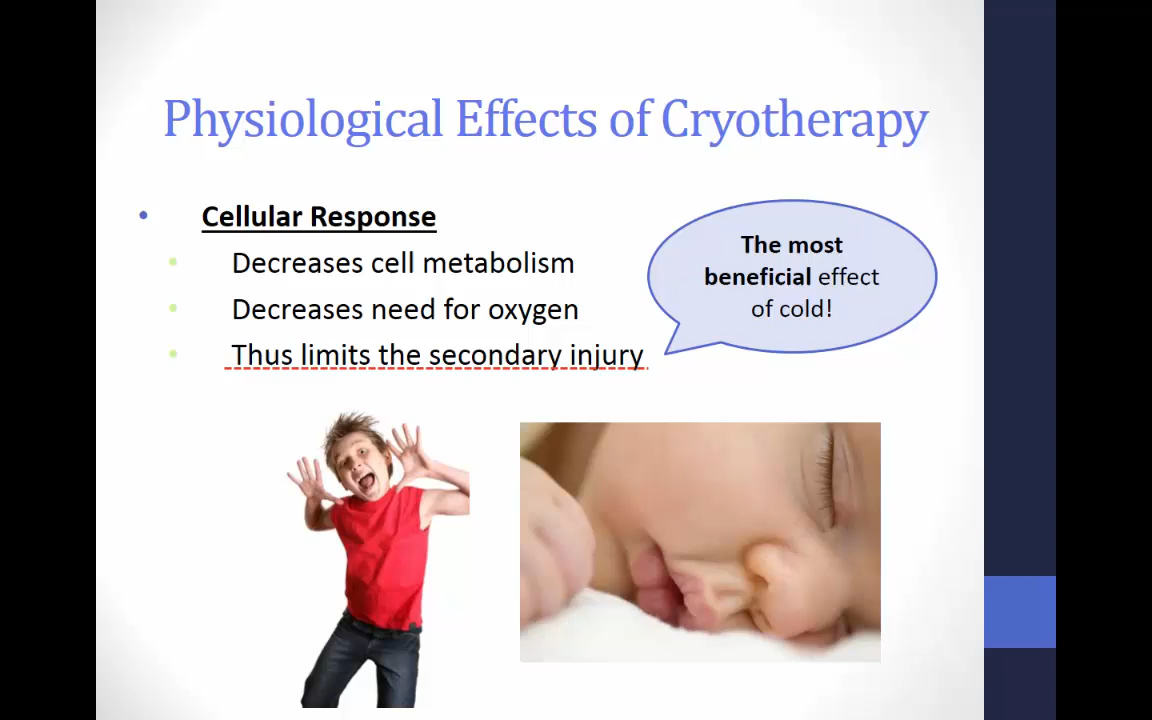 Physiological Effects of Cryotherapy
• Cellular Response
• Decreases cell metabolism
• Decreases need for oxygen
• Thus limits the secondary injury
The most
beneficial effect
of cold!